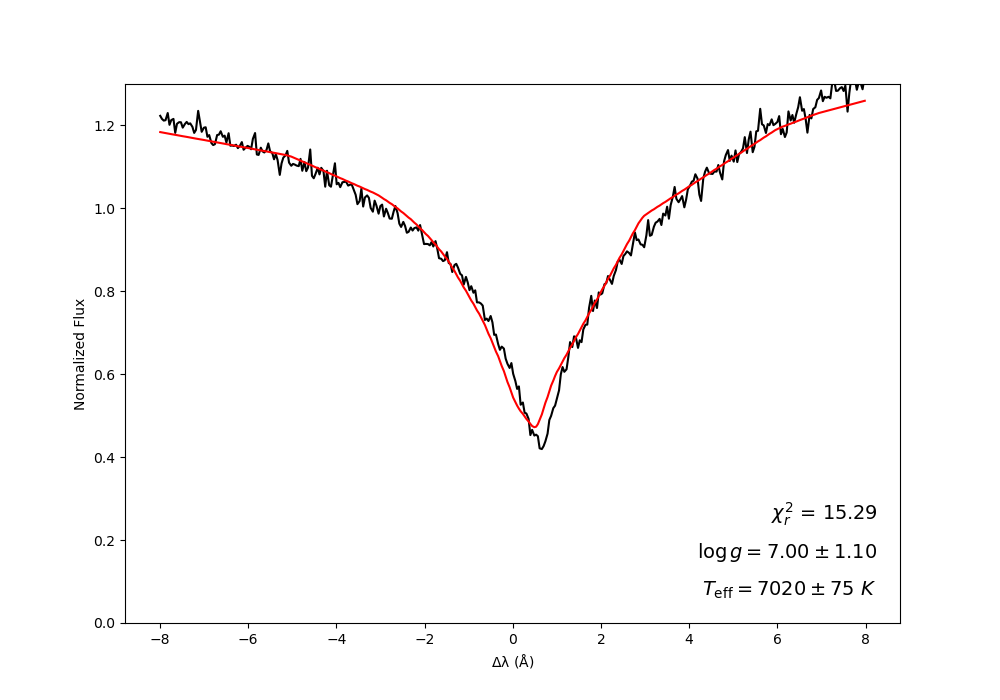 1.2
1.0
0.8
0.6
0.4
0.2
0.0
Normalized Flux
χ²ᵣ = 15.29
log g = 7.00 ± 1.10
T_eff = 7020 ± 75 K
−8 −6 −4 −2 0 2 4 6 8
Δλ (Å)